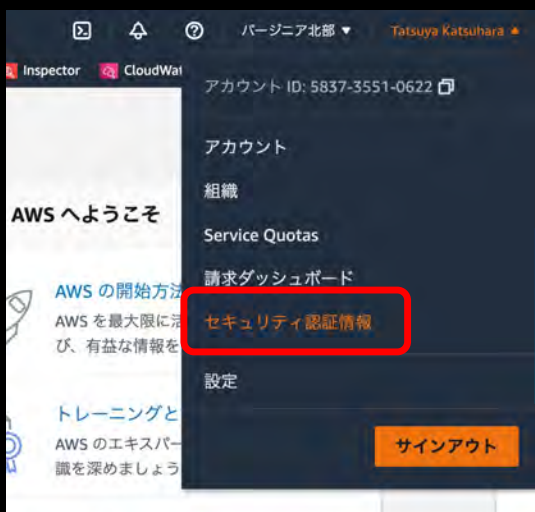 バージニア北部 ▼
Tatsuya Katsuhara
Inspector
CloudWat
アカウント ID: 5837-3551-0622
アカウント
組織
AWS へようこそ
Service Quotas
請求ダッシュボード
AWS の開始方法
セキュリティ認証情報
AWS を最大限に活
び、有益な情報を
設定
トレーニングと
AWS のエキスパー
サインアウト
識を深めましょう